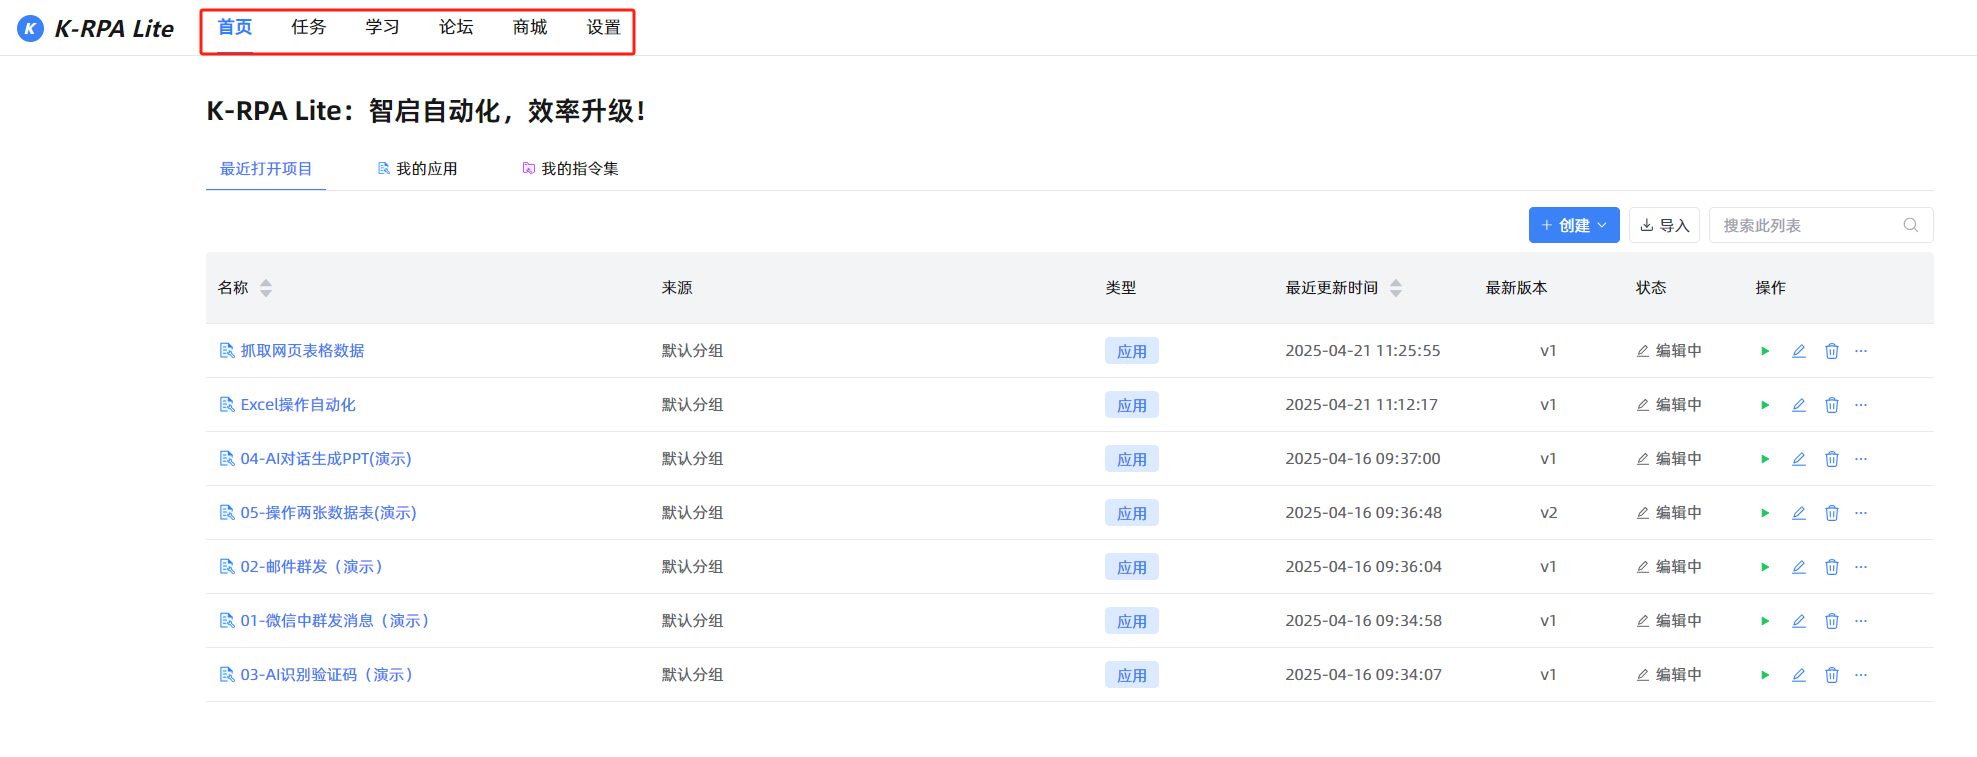 K K-RPA Lite 首页 任务 学习 论坛 商城 设置
K-RPA Lite：智启自动化，效率升级！
最近打开项目 我的应用 我的指令集
+ 创建 导入 搜索此列表
名称 来源 类型 最近更新时间 最新版本 状态 操作
抓取网页表格数据 默认分组 应用 2025-04-21 11:25:55 v1 编辑中 ...
Excel操作自动化 默认分组 应用 2025-04-21 11:12:17 v1 编辑中 ...
04-AI对话生成PPT(演示) 默认分组 应用 2025-04-16 09:37:00 v1 编辑中 ...
05-操作两张数据表(演示) 默认分组 应用 2025-04-16 09:36:48 v2 编辑中 ...
02-邮件群发（演示） 默认分组 应用 2025-04-16 09:36:04 v1 编辑中 ...
01-微信中群发消息（演示） 默认分组 应用 2025-04-16 09:34:58 v1 编辑中 ...
03-AI识别验证码（演示） 默认分组 应用 2025-04-16 09:34:07 v1 编辑中 ...